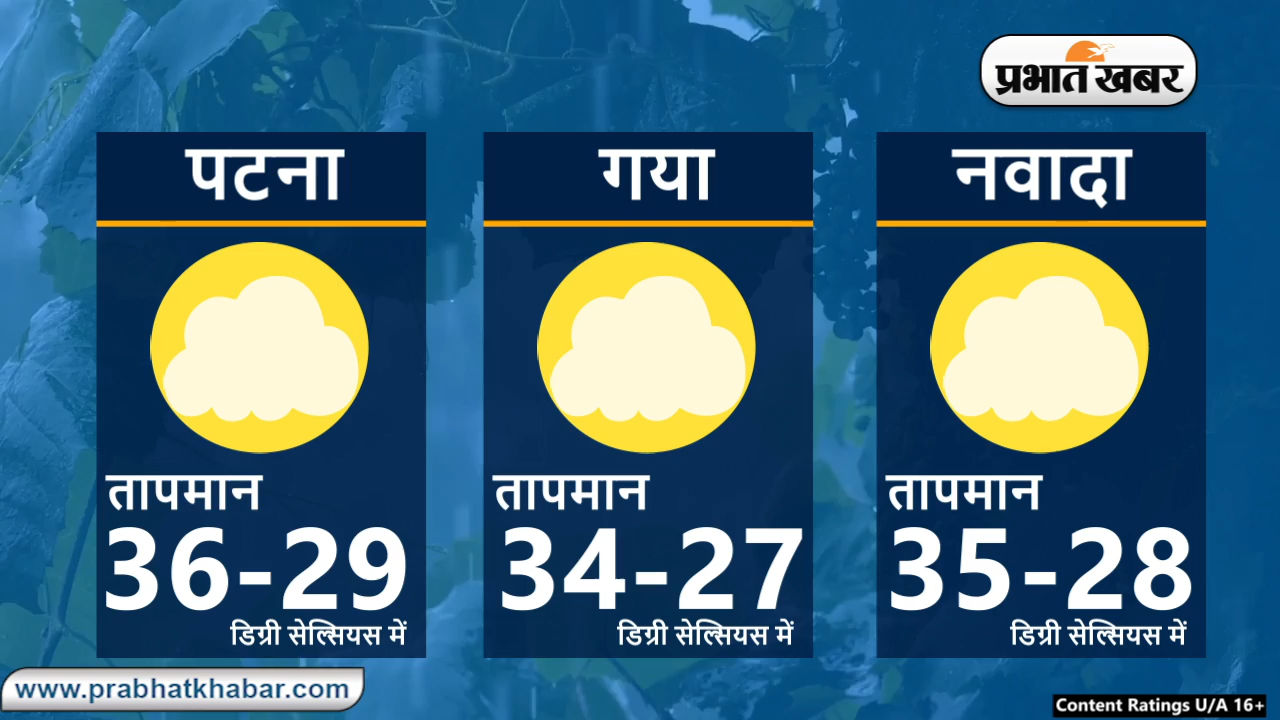 प्रभात खबर
पटना
तापमान
36-29
डिग्री सेल्सियस में
गया
तापमान
34-27
डिग्री सेल्सियस में
नवादा
तापमान
35-28
डिग्री सेल्सियस में
www.prabhatkhabar.com
Content Ratings U/A 16+